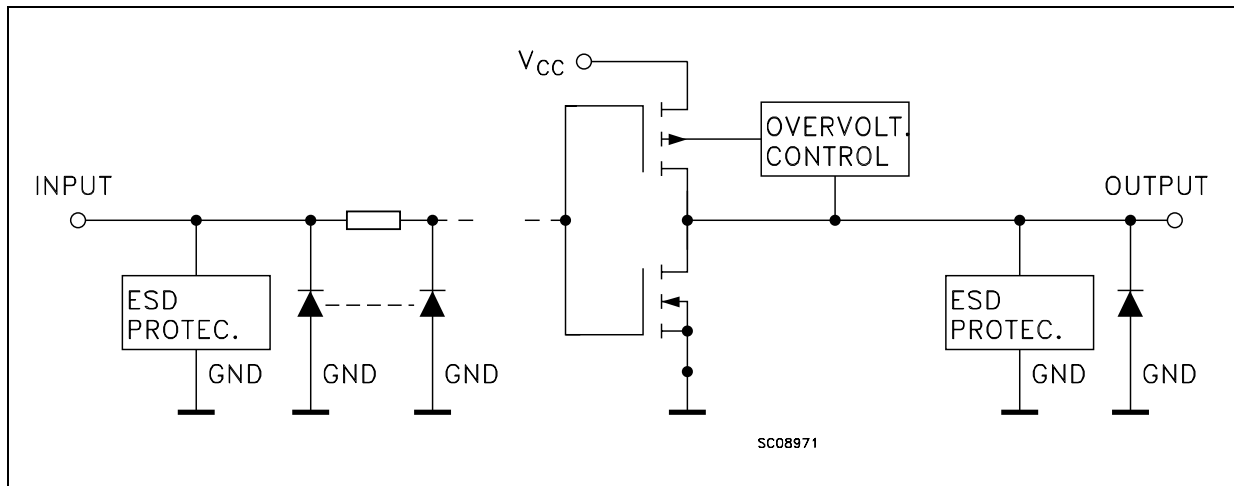 VCC
OVERVOLT.
CONTROL
INPUT
OUTPUT
ESD
PROTEC.
ESD
PROTEC.
GND
GND
GND
GND
GND
SC08971